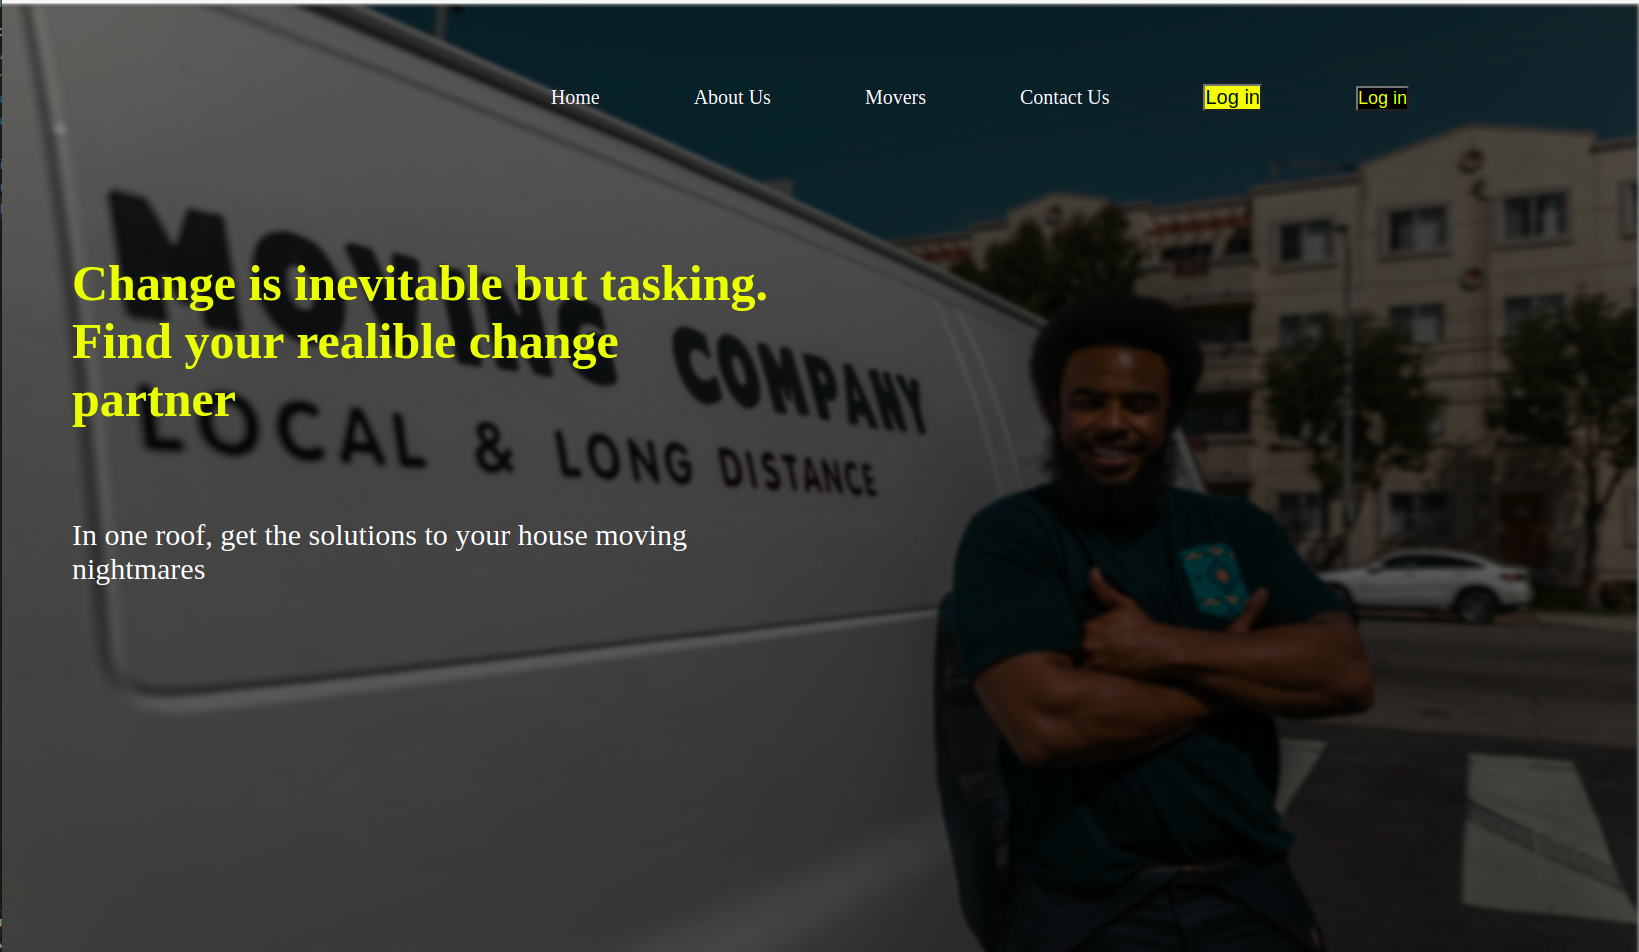 Home About Us Movers Contact Us Log in Log in
Change is inevitable but tasking.
Find your realible change
partner
MOVING COMPANY
LOCAL & LONG DISTANCE
In one roof, get the solutions to your house moving
nightmares